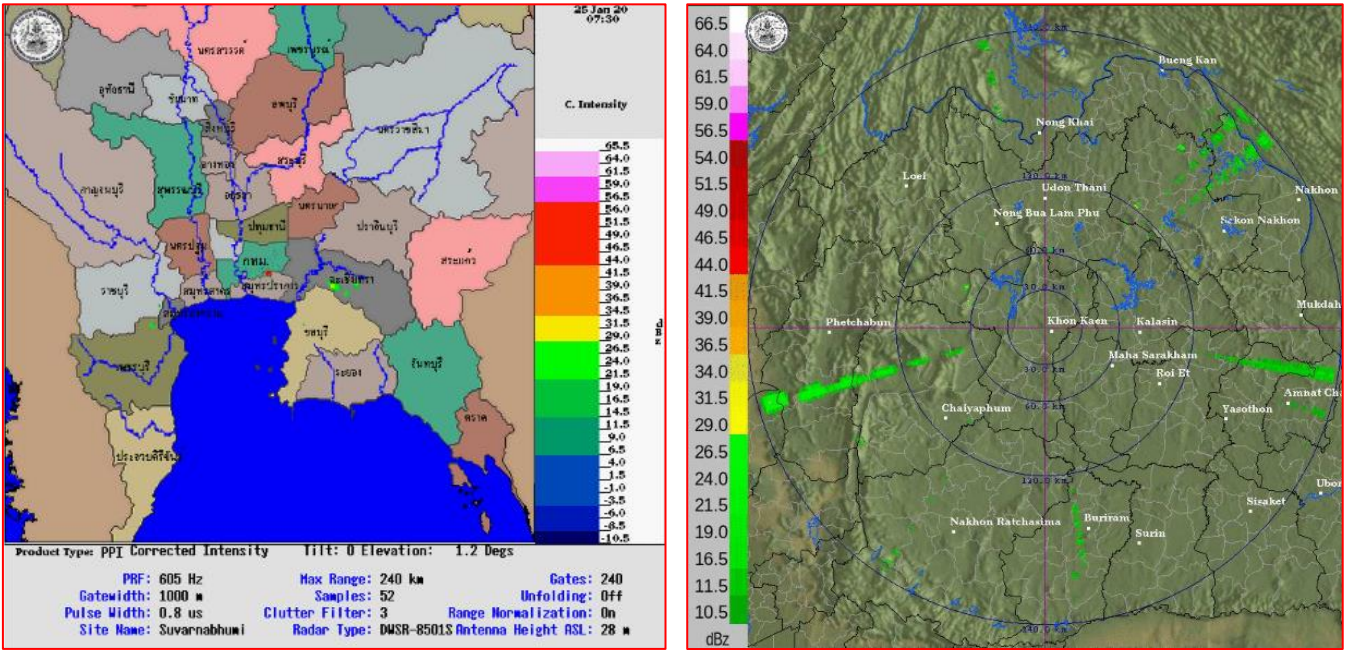 25 Jan 20
07:30
C. Intensity
65.5
64.0
61.5
59.0
56.5
56.0
51.5
49.0
46.5
44.0
41.5
39.0
36.5
34.0
31.5
29.0
26.5
24.0
21.5
19.0
16.5
14.5
11.5
9.0
6.5
4.0
1.5
-1.0
-3.5
-6.0
-8.5
-10.5
นครสวรรค์
เพชรบูรณ์
อุทัยธานี
ชัยนาท
ลพบุรี
สิงห์บุรี
นครราชสีมา
อ่างทอง
สระบุรี
กาญจนบุรี
สุพรรณบุรี
อยุธยา
นครนายก
ปราจีนบุรี
ปทุมธานี
นครปฐม
สระแก้ว
กทม.
ฉะเชิงเทรา
ราชบุรี
สมุทรสาคร
สมุทรปราการ
สมุทรสงคราม
ชลบุรี
เพชรบุรี
ระยอง
จันทบุรี
ตราด
ประจวบคีรีขันธ์
Product Type: PPI Corrected Intensity Tilt: 0 Elevation: 1.2 Degs
PRF: 605 Hz Max Range: 240 km Gates: 240
Gatewidth: 1000 m Samples: 52 Unfolding: Off
Pulse Width: 0.8 us Clutter Filter: 3 Range Normalization: On
Site Name: Suvarnabhumi Radar Type: DWSR-8501S Antenna Height ASL: 28 m
66.5
64.0
61.5
59.0
56.5
54.0
51.5
49.0
46.5
44.0
41.5
39.0
36.5
34.0
31.5
29.0
26.5
24.0
21.5
19.0
16.5
11.5
10.5
dBz
Bueng Kan
Nong Khai
Loei
Udon Thani
Nakhon
Nong Bua Lam Phu
Sakon Nakhon
30.0 km
Mukdah
Phetchabun
Khon Kaen
Kalasin
Maha Sarakham
30.0 km
Roi Et
Amnat Cha
60.0 km
Chaiyaphum
Yasothon
120.0 km
Ubon
Sisaket
Nakhon Ratchasima
Buriram
Surin